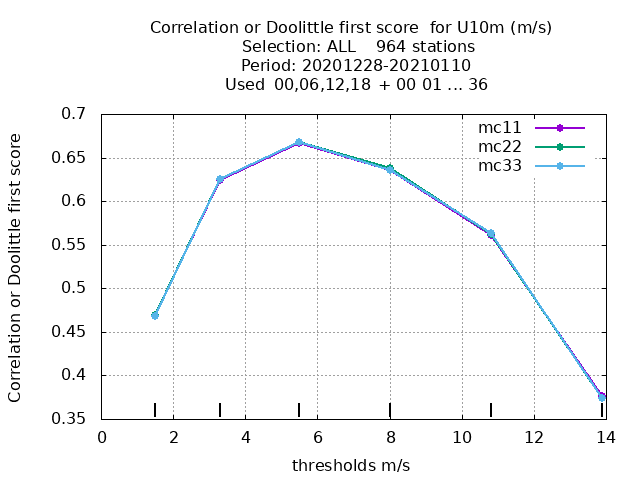 Correlation or Doolittle first score  for U10m (m/s)
Selection: ALL    964 stations
Period: 20201228-20210110
Used  00,06,12,18  + 00 01 ... 36
mc11
mc22
mc33
Correlation or Doolittle first score
0.7
0.65
0.6
0.55
0.5
0.45
0.4
0.35
0 2 4 6 8 10 12 14
thresholds m/s